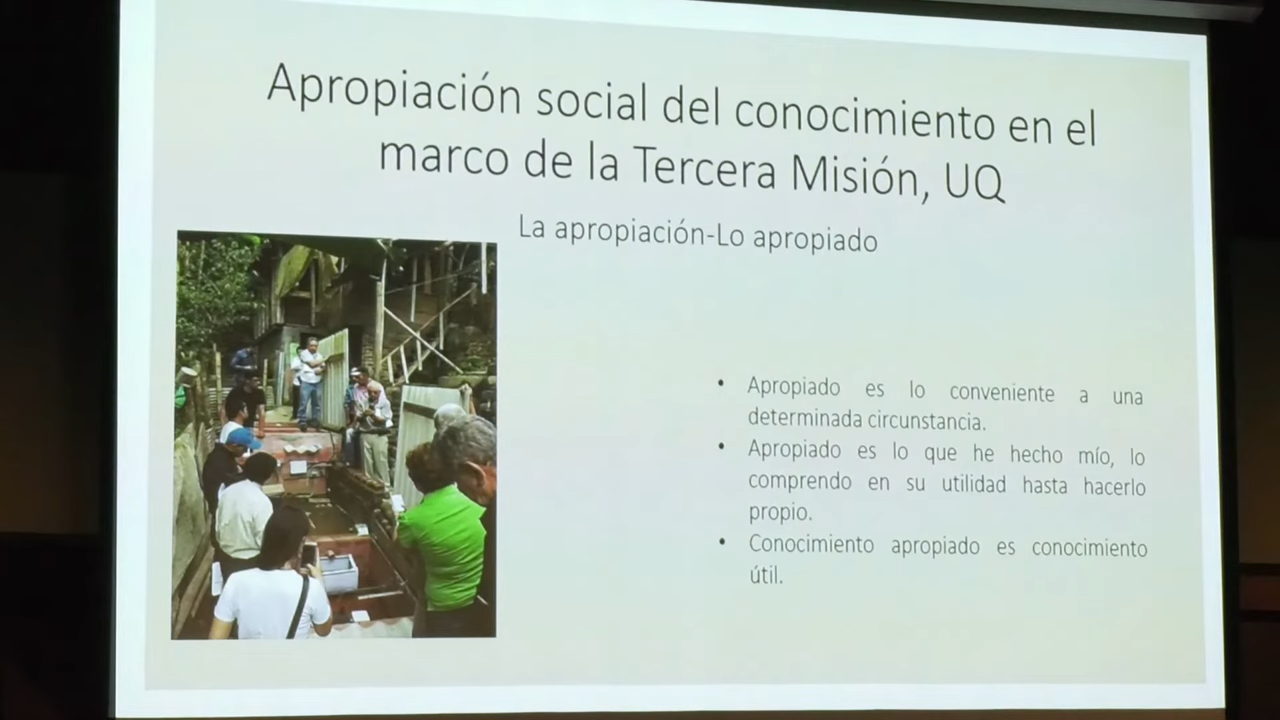 Apropiación social del conocimiento en el
marco de la Tercera Misión, UQ
La apropiación-Lo apropiado
• Apropiado es lo conveniente a una
determinada circunstancia.
• Apropiado es lo que he hecho mío, lo
comprendo en su utilidad hasta hacerlo
propio.
• Conocimiento apropiado es conocimiento
útil.